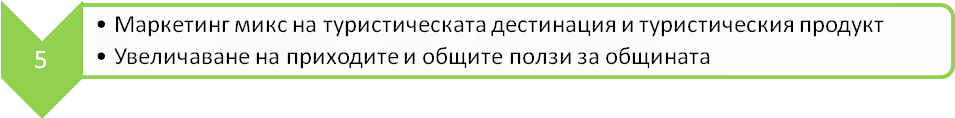 5
• Маркетинг микс на туристическата дестинация и туристическия продукт
• Увеличаване на приходите и общите ползи за общината